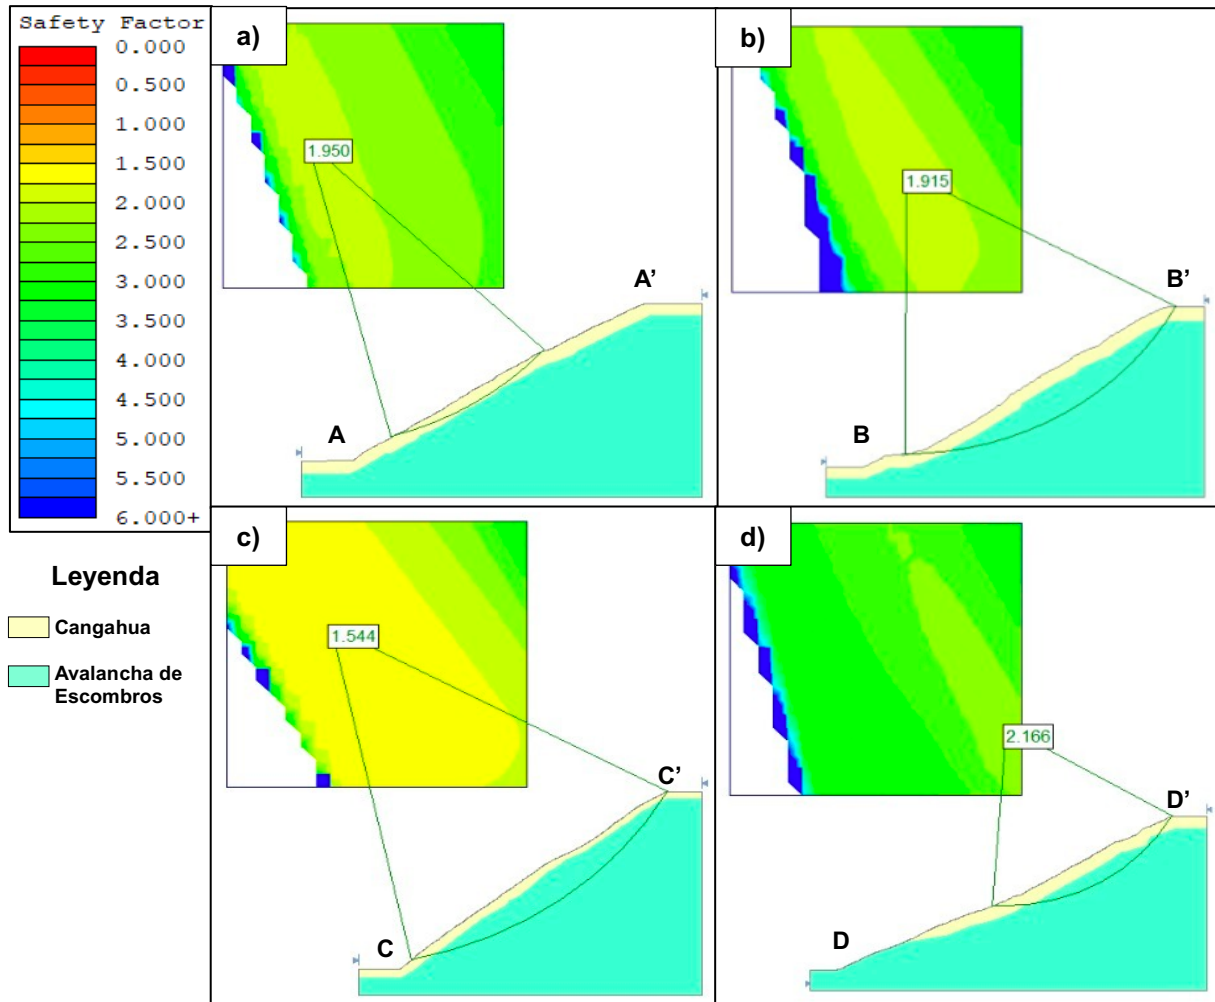 Safety Factor
0.000
0.500
1.000
1.500
2.000
2.500
3.000
3.500
4.000
4.500
5.000
5.500
6.000+
Leyenda
Cangahua
Avalancha de
Escombros
a)
1.950
A'
A
b)
1.915
B'
B
c)
1.544
C'
C
d)
2.166
D'
D